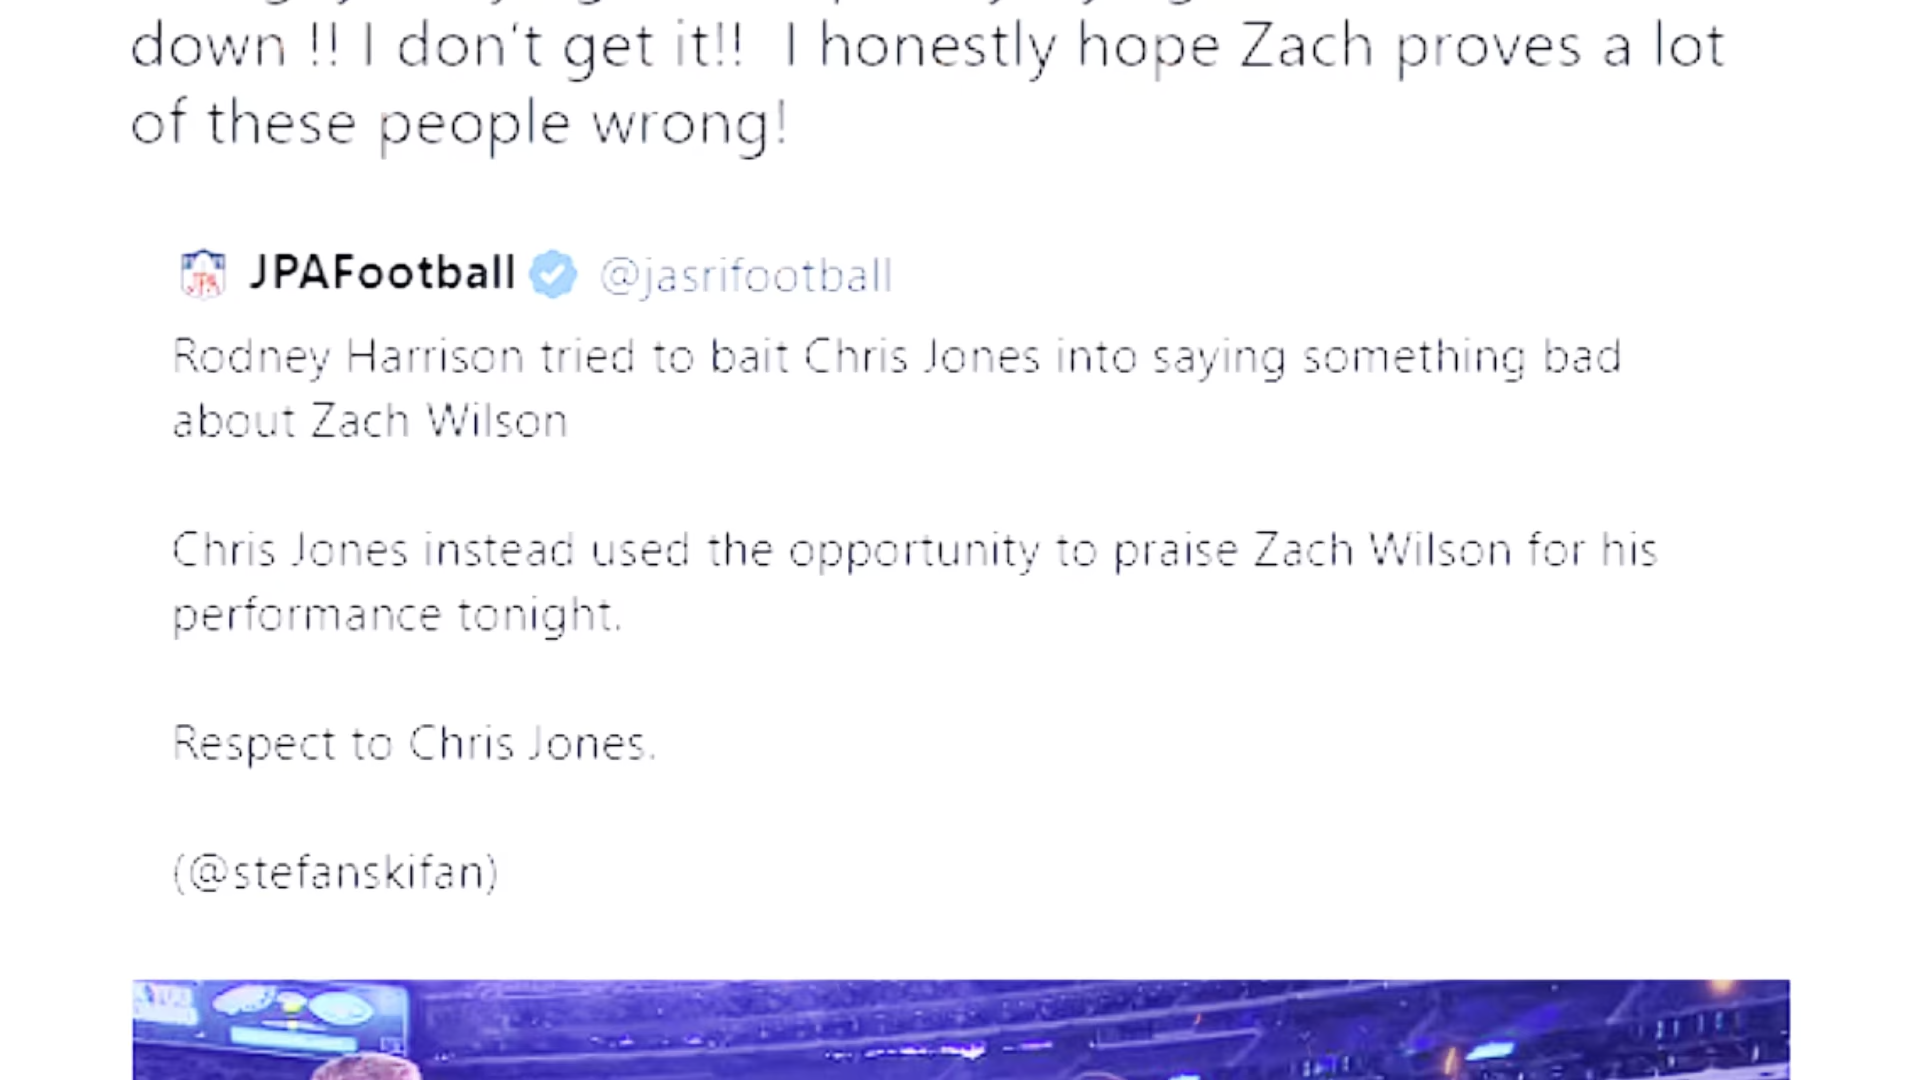 down !! I don't get it!! I honestly hope Zach proves a lot
of these people wrong!
JPAFootball @jasrifootball
Rodney Harrison tried to bait Chris Jones into saying something bad
about Zach Wilson
Chris Jones instead used the opportunity to praise Zach Wilson for his
performance tonight.
Respect to Chris Jones.
(@stefanskifan)